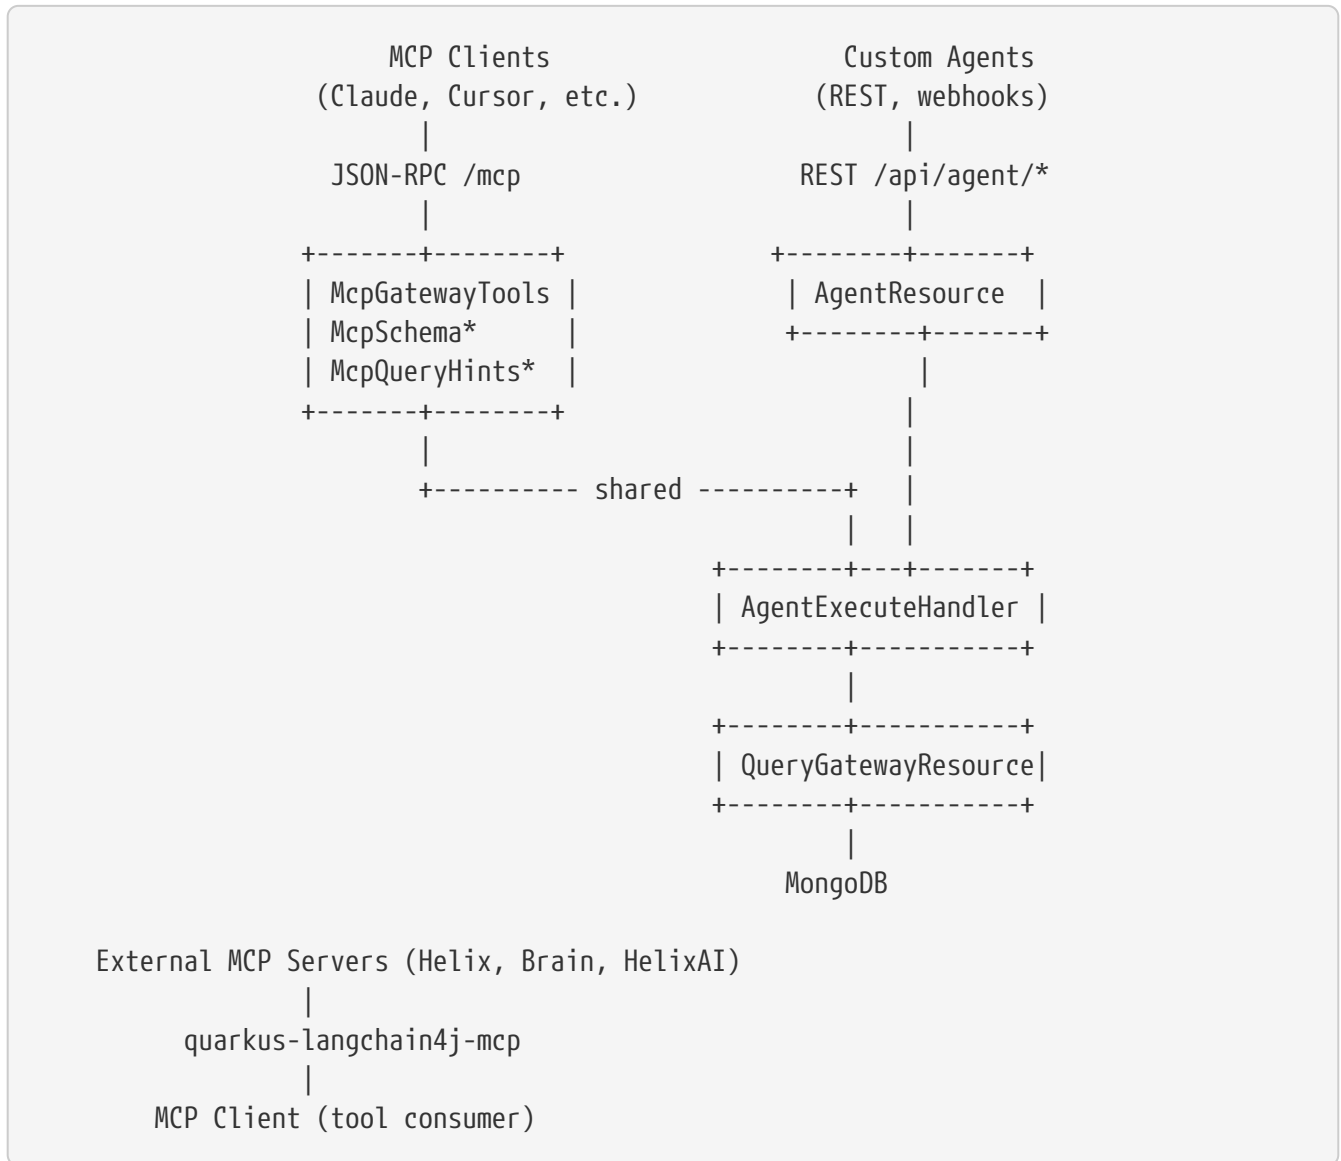 MCP Clients                  Custom Agents
(Claude, Cursor, etc.)           (REST, webhooks)
|                             |
JSON-RPC /mcp                 REST /api/agent/*
|                             |
+-------+--------+             +--------+-------+
| McpGatewayTools |             | AgentResource  |
| McpSchema*      |             +--------+-------+
| McpQueryHints*  |                     |
+-------+--------+                     |
|                             |
+---------- shared ----------+   |
|   |
+--------+---+-------+
| AgentExecuteHandler |
+--------+-----------+
|
+--------+-----------+
| QueryGatewayResource|
+--------+-----------+
|
MongoDB
External MCP Servers (Helix, Brain, HelixAI)
|
quarkus-langchain4j-mcp
|
MCP Client (tool consumer)